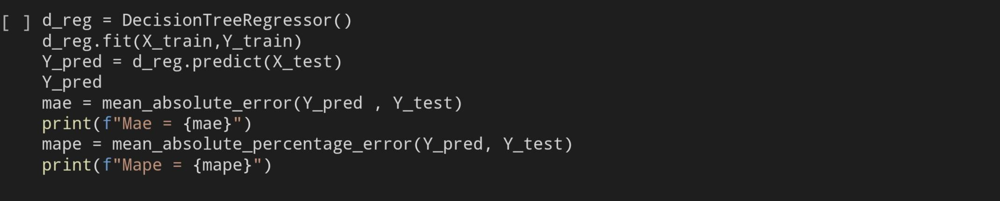 [ ] d_reg = DecisionTreeRegressor()
d_reg.fit(X_train,Y_train)
Y_pred = d_reg.predict(X_test)
Y_pred
mae = mean_absolute_error(Y_pred , Y_test)
print(f"Mae = {mae}")
mape = mean_absolute_percentage_error(Y_pred, Y_test)
print(f"Mape = {mape}")